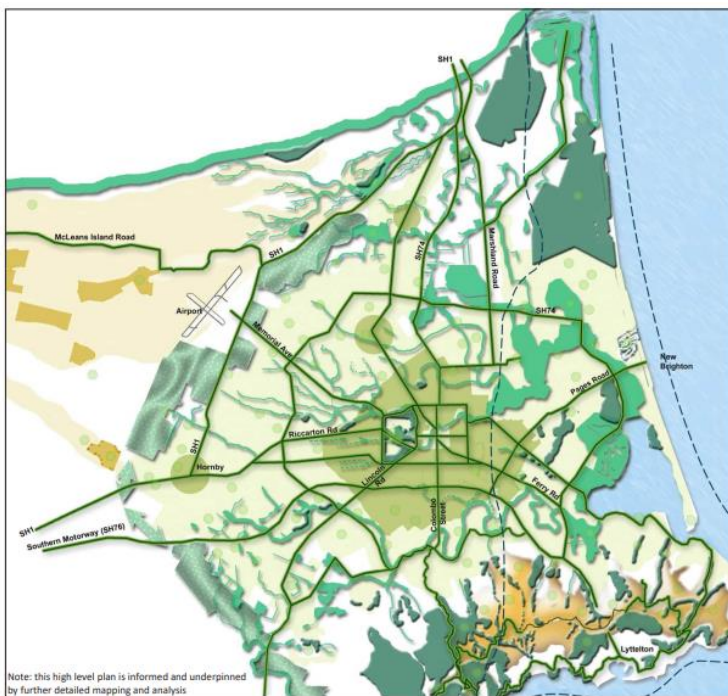 SH1
McLeans Island Road
SH1
SH74
Marshland Road
Airport
Memorial Ave
SH74
New
Brighton
Pages Road
SH1
Riccarton Rd
Hornby
Lincoln
Rd
Colombo
Street
Ferry Rd
SH1
Southern Motorway (SH76)
Lyttelton
Note: this high level plan is informed and underpinned
by further detailed mapping and analysis